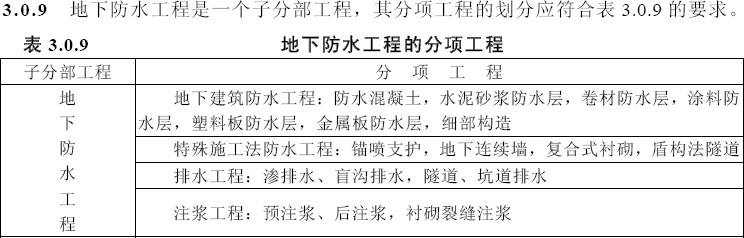 3.0.9 地下防水工程是一个子分部工程，其分项工程的划分应符合表 3.0.9 的要求。
表 3.0.9 地下防水工程的分项工程
子分部工程 分 项 工 程
地下防水工程
地下建筑防水工程：防水混凝土，水泥砂浆防水层，卷材防水层，涂料防
水层，塑料板防水层，金属板防水层，细部构造
特殊施工法防水工程：锚喷支护，地下连续墙，复合式衬砌，盾构法隧道
排水工程：渗排水、盲沟排水，隧道、坑道排水
注浆工程：预注浆、后注浆，衬砌裂缝注浆